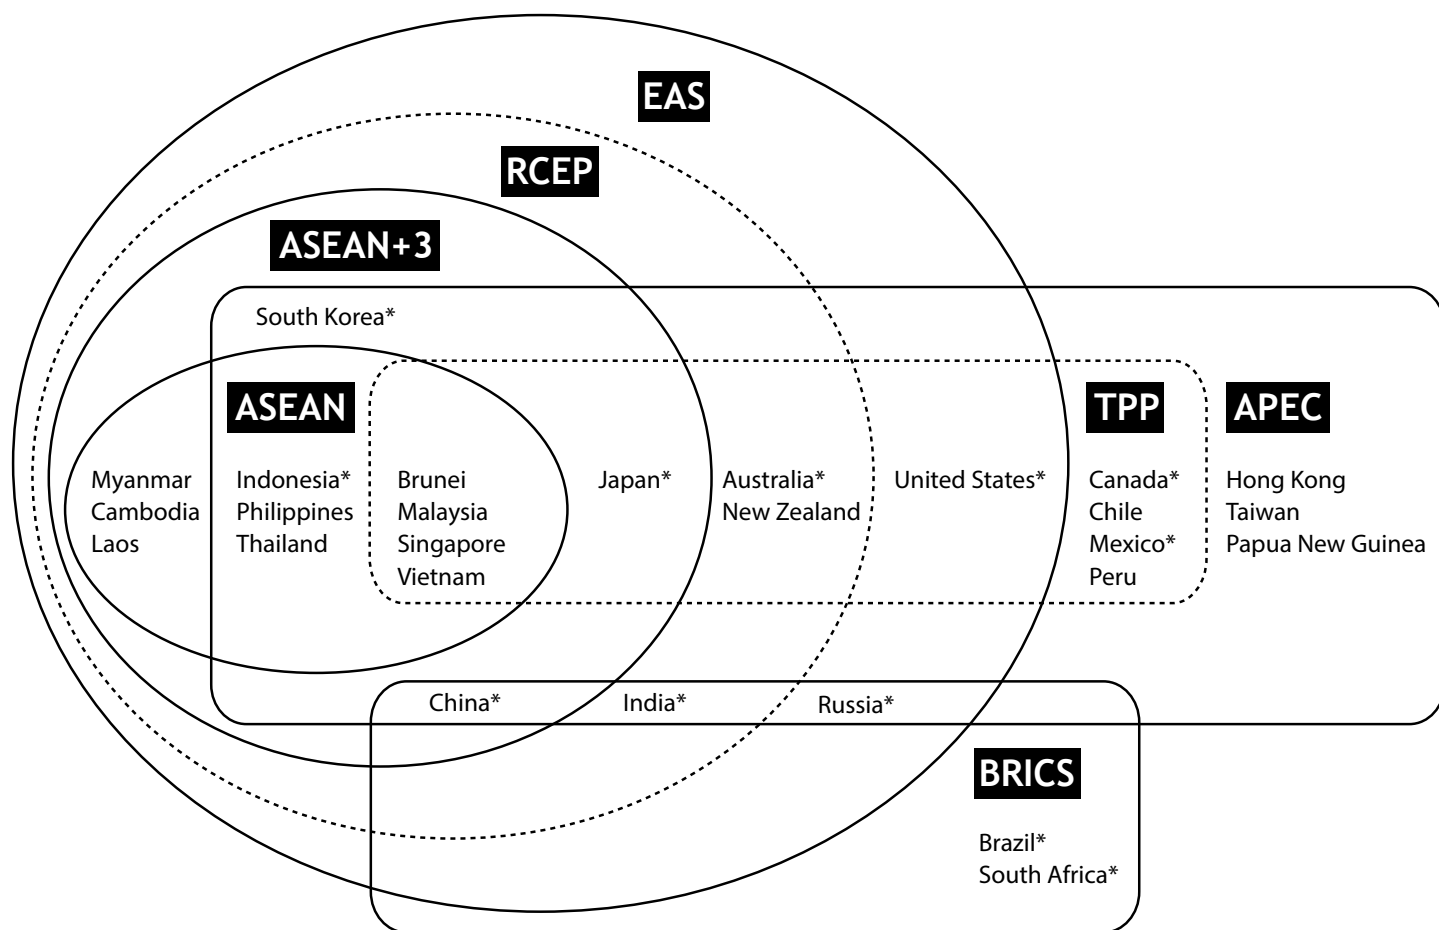 EAS
RCEP
ASEAN+3
South Korea*
ASEAN
TPP
APEC
Myanmar
Cambodia
Laos
Indonesia*
Philippines
Thailand
Brunei
Malaysia
Singapore
Vietnam
Japan*
Australia*
New Zealand
United States*
Canada*
Chile
Mexico*
Peru
Hong Kong
Taiwan
Papua New Guinea
China*
India*
Russia*
BRICS
Brazil*
South Africa*